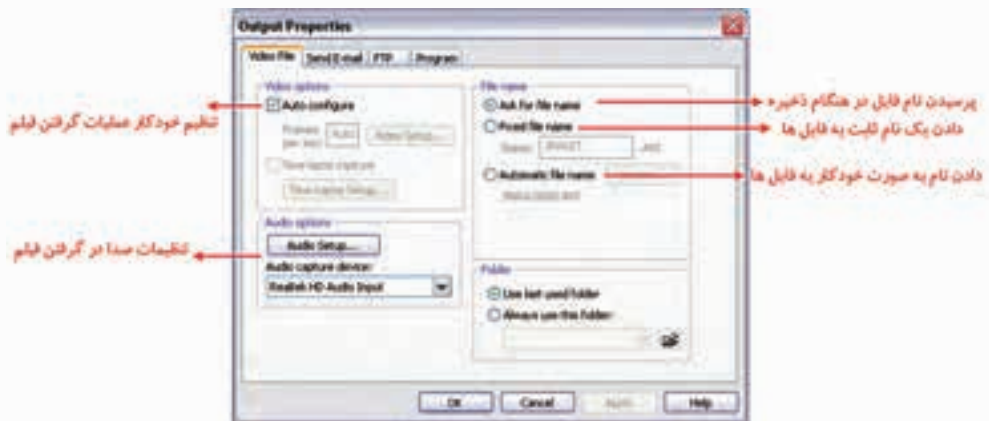 Output Properties
Video File
Send E-mail
FTP
Program
Video options
Auto configure
Frames per sec:
Auto
Video Setup...
Time-lapse capture
Time-lapse Setup...
Audio options
Audio Setup...
Audio capture device:
Realtek HD Audio Input
File name
Ask for file name
Fixed file name
Name:
.AVI
Automatic file name
Folder
Use last used folder
Always use this folder:
OK
Cancel
Apply
Help
تنظیم خودکار عملیات گرفتن فیلم
تنظیمات صدا در گرفتن فیلم
پرسیدن نام فایل در هنگام ذخیره
دادن یک نام ثابت به فایل ها
دادن نام به صورت خودکار به فایل ها